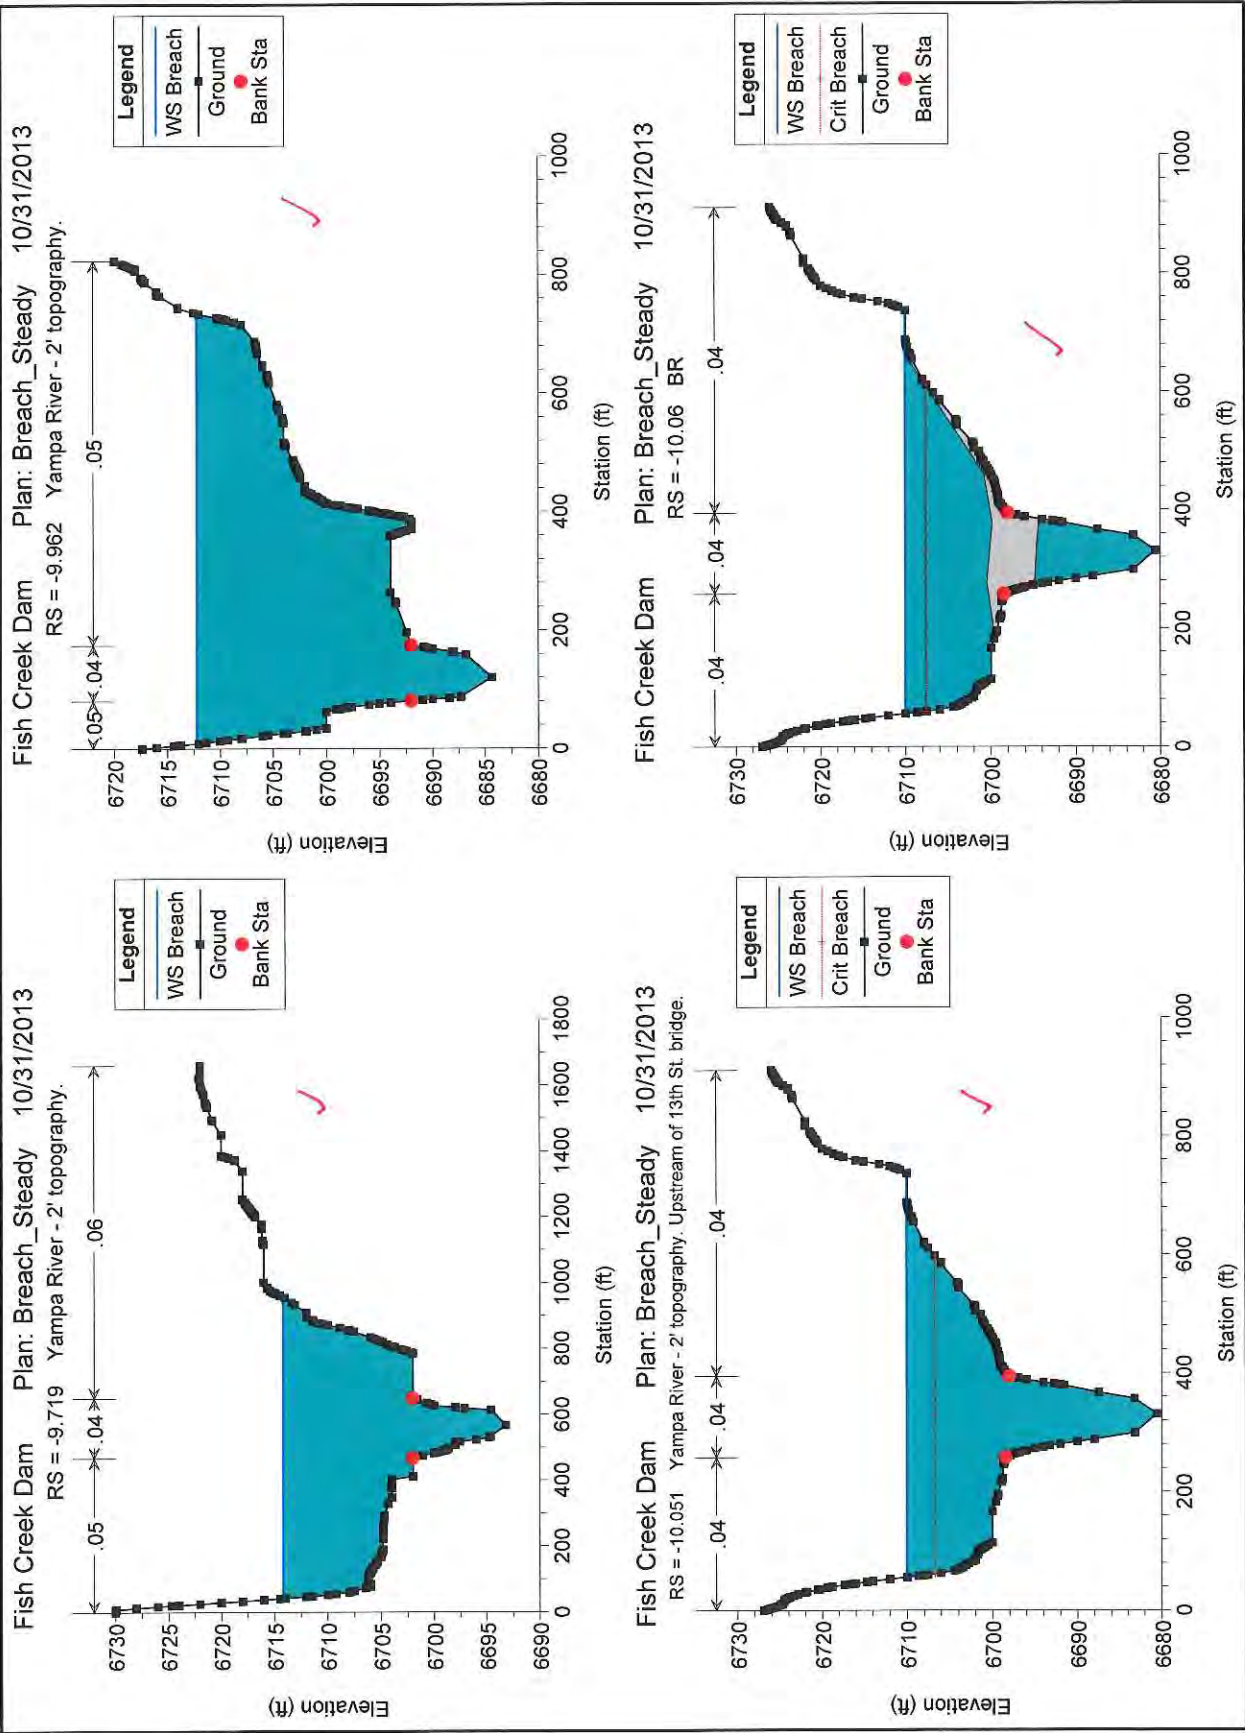 Fish Creek Dam Plan: Breach_Steady 10/31/2013
RS = -9.719 Yampa River - 2' topography.
.05
.04
.06
Legend
WS Breach
Ground
Bank Sta
Elevation (ft)
6730
6725
6720
6715
6710
6705
6700
6695
6690
0
200
400
600
800
1000
1200
1400
1600
1800
Station (ft)
Fish Creek Dam Plan: Breach_Steady 10/31/2013
RS = -9.962 Yampa River - 2' topography.
.05
.04
.05
Legend
WS Breach
Ground
Bank Sta
Elevation (ft)
6720
6715
6710
6705
6700
6695
6690
6685
6680
0
200
400
600
800
1000
Station (ft)
Fish Creek Dam Plan: Breach_Steady 10/31/2013
RS = -10.051 Yampa River - 2' topography. Upstream of 13th St. bridge.
.04
.04
.04
Legend
WS Breach
Crit Breach
Ground
Bank Sta
Elevation (ft)
6730
6720
6710
6700
6690
6680
0
200
400
600
800
1000
Station (ft)
Fish Creek Dam Plan: Breach_Steady 10/31/2013
RS = -10.06 BR
.04
.04
.04
Legend
WS Breach
Crit Breach
Ground
Bank Sta
Elevation (ft)
6730
6720
6710
6700
6690
6680
0
200
400
600
800
1000
Station (ft)